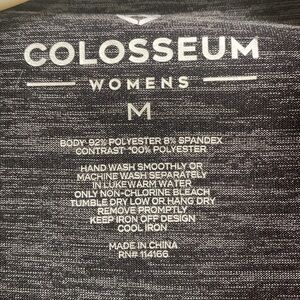 COLOSSEUM
WOMENS
M
BODY: 92% POLYESTER 8% SPANDEX
CONTRAST *00% POLYESTER
HAND WASH SMOOTHLY OR
MACHINE WASH SEPARATELY
IN LUKEWARM WATER
ONLY NON-CHLORINE BLEACH
TUMBLE DRY LOW OR HANG DRY
REMOVE PROMPTLY
KEEP IRON OFF DESIGN
COOL IRON
MADE IN CHINA
RN# 114166